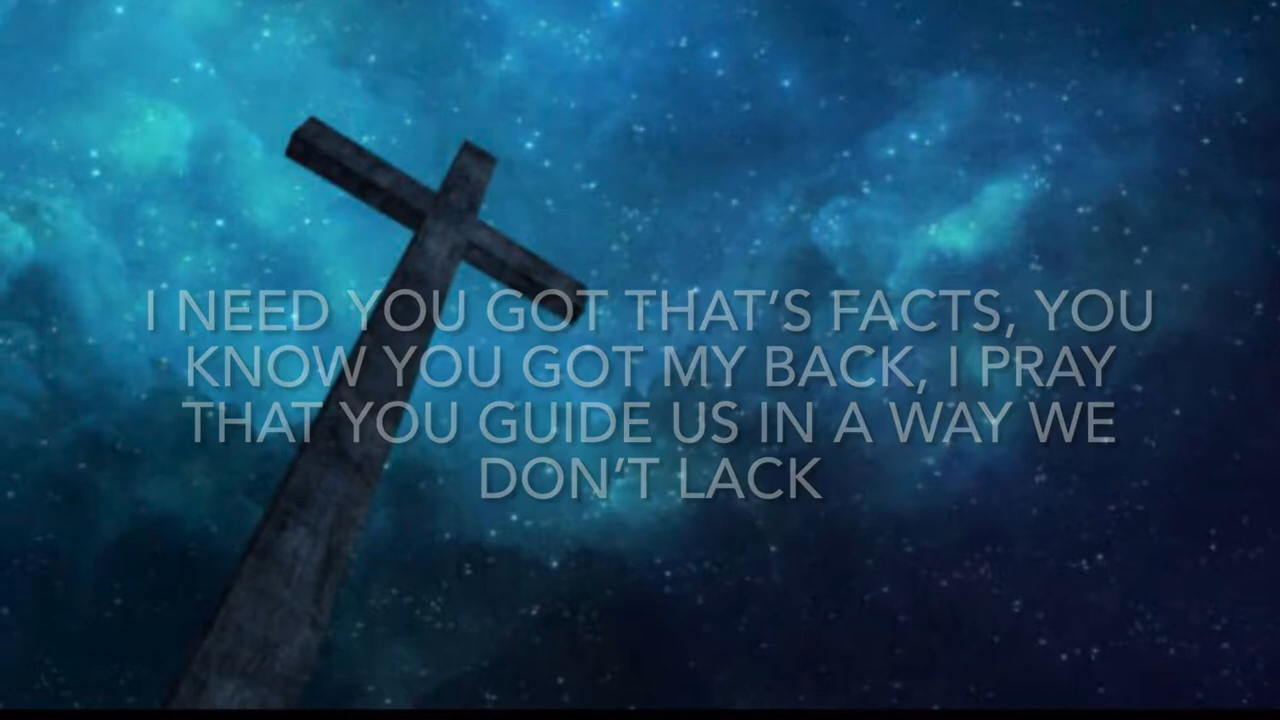 I NEED YOU GOT THAT'S FACTS, YOU
KNOW YOU GOT MY BACK, I PRAY
THAT YOU GUIDE US IN A WAY WE
DON'T LACK